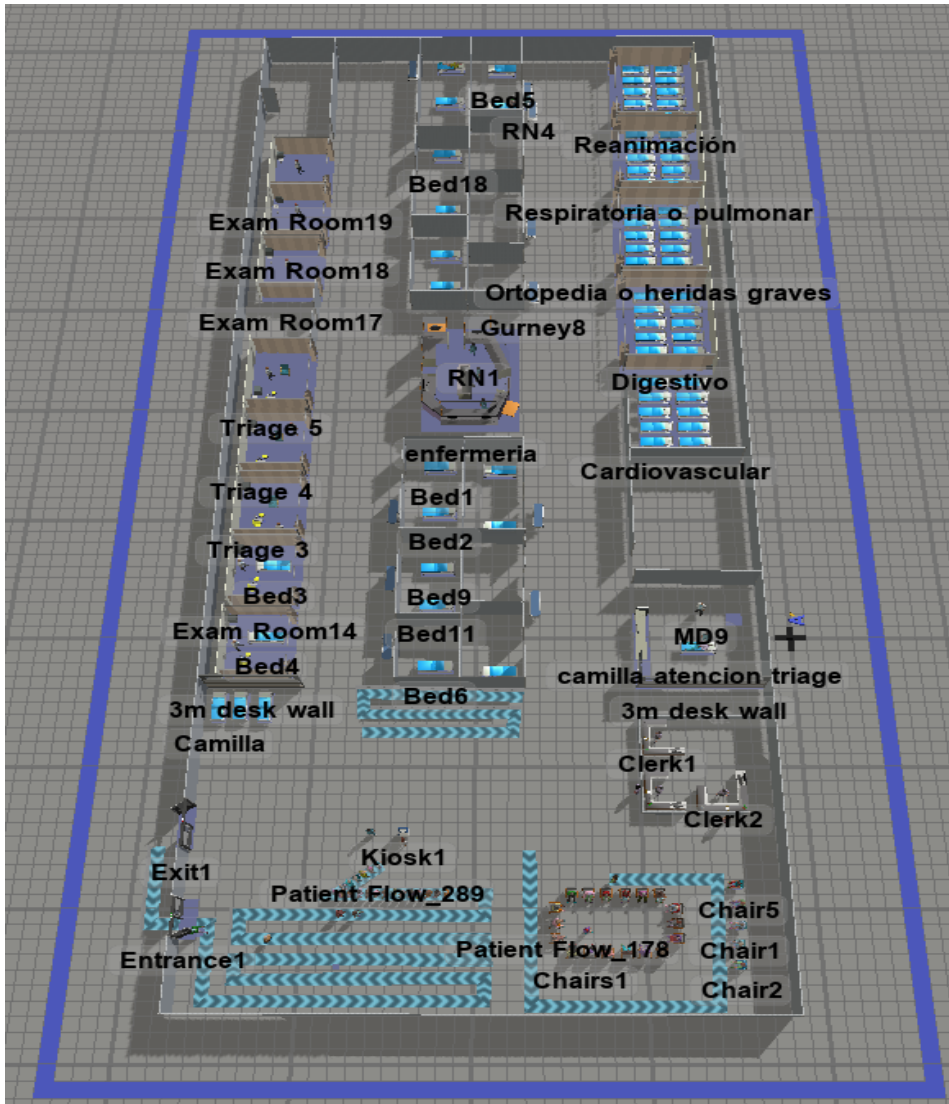 Bed5
RN4
Reanimación
Bed18
Respiratoria o pulmonar
Exam Room19
Exam Room18
Ortopedia o heridas graves
Exam Room17
Gurney8
RN1
Digestivo
Triage 5
enfermeria
Cardiovascular
Triage 4
Bed1
Triage 3
Bed2
Bed3
Bed9
Exam Room14
Bed11
MD9
Bed4
camilla atencion triage
Bed6
3m desk wall
3m desk wall
Camilla
Clerk1
Clerk2
Kiosk1
Exit1
Patient Flow_289
Chair5
Patient Flow_178
Chair1
Entrance1
Chairs1
Chair2